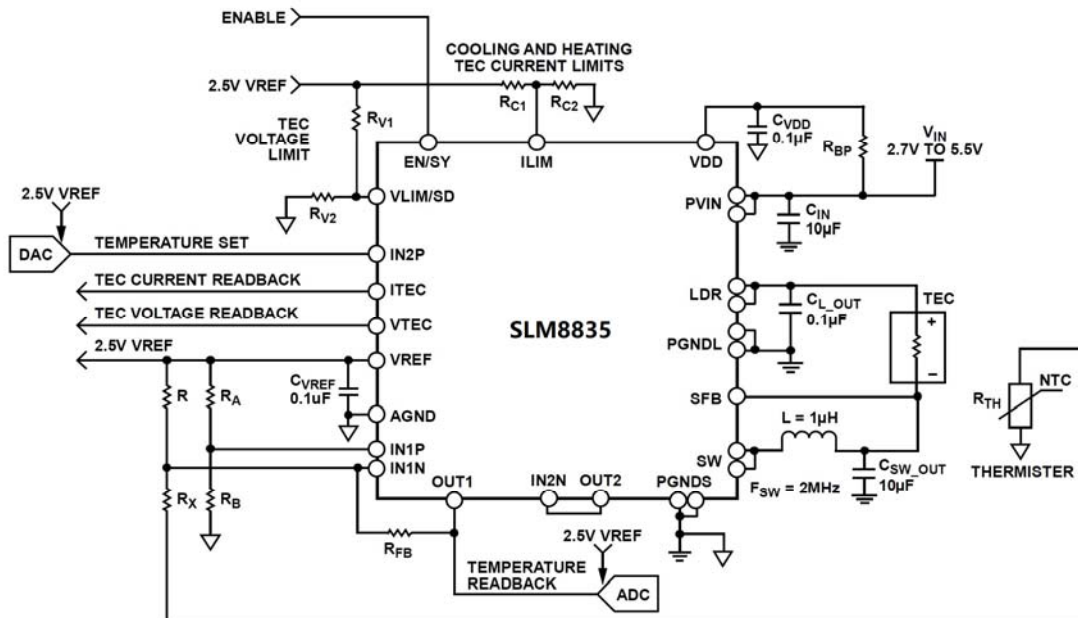 ENABLE
COOLING AND HEATING
TEC CURRENT LIMITS
2.5V VREF
RC1
RC2
RV1
TEC
VOLTAGE
LIMIT
CVDD
0.1µF
RBP
VIN
2.7V TO 5.5V
EN/SY
ILIM
VDD
2.5V VREF
VLIM/SD
RV2
PVIN
CIN
10µF
DAC
TEMPERATURE SET
IN2P
TEC CURRENT READBACK
ITEC
LDR
CL_OUT
0.1µF
TEC
+
TEC VOLTAGE READBACK
VTEC
SLM8835
PGNDL
2.5V VREF
VREF
–
R
RA
CVREF
0.1uF
SFB
RTH
NTC
AGND
L = 1µH
IN1P
SW
IN1N
THERMISTER
RX
RB
OUT1
IN2N
OUT2
PGNDS
FSW = 2MHz
CSW_OUT
10µF
RFB
2.5V VREF
TEMPERATURE
READBACK
ADC